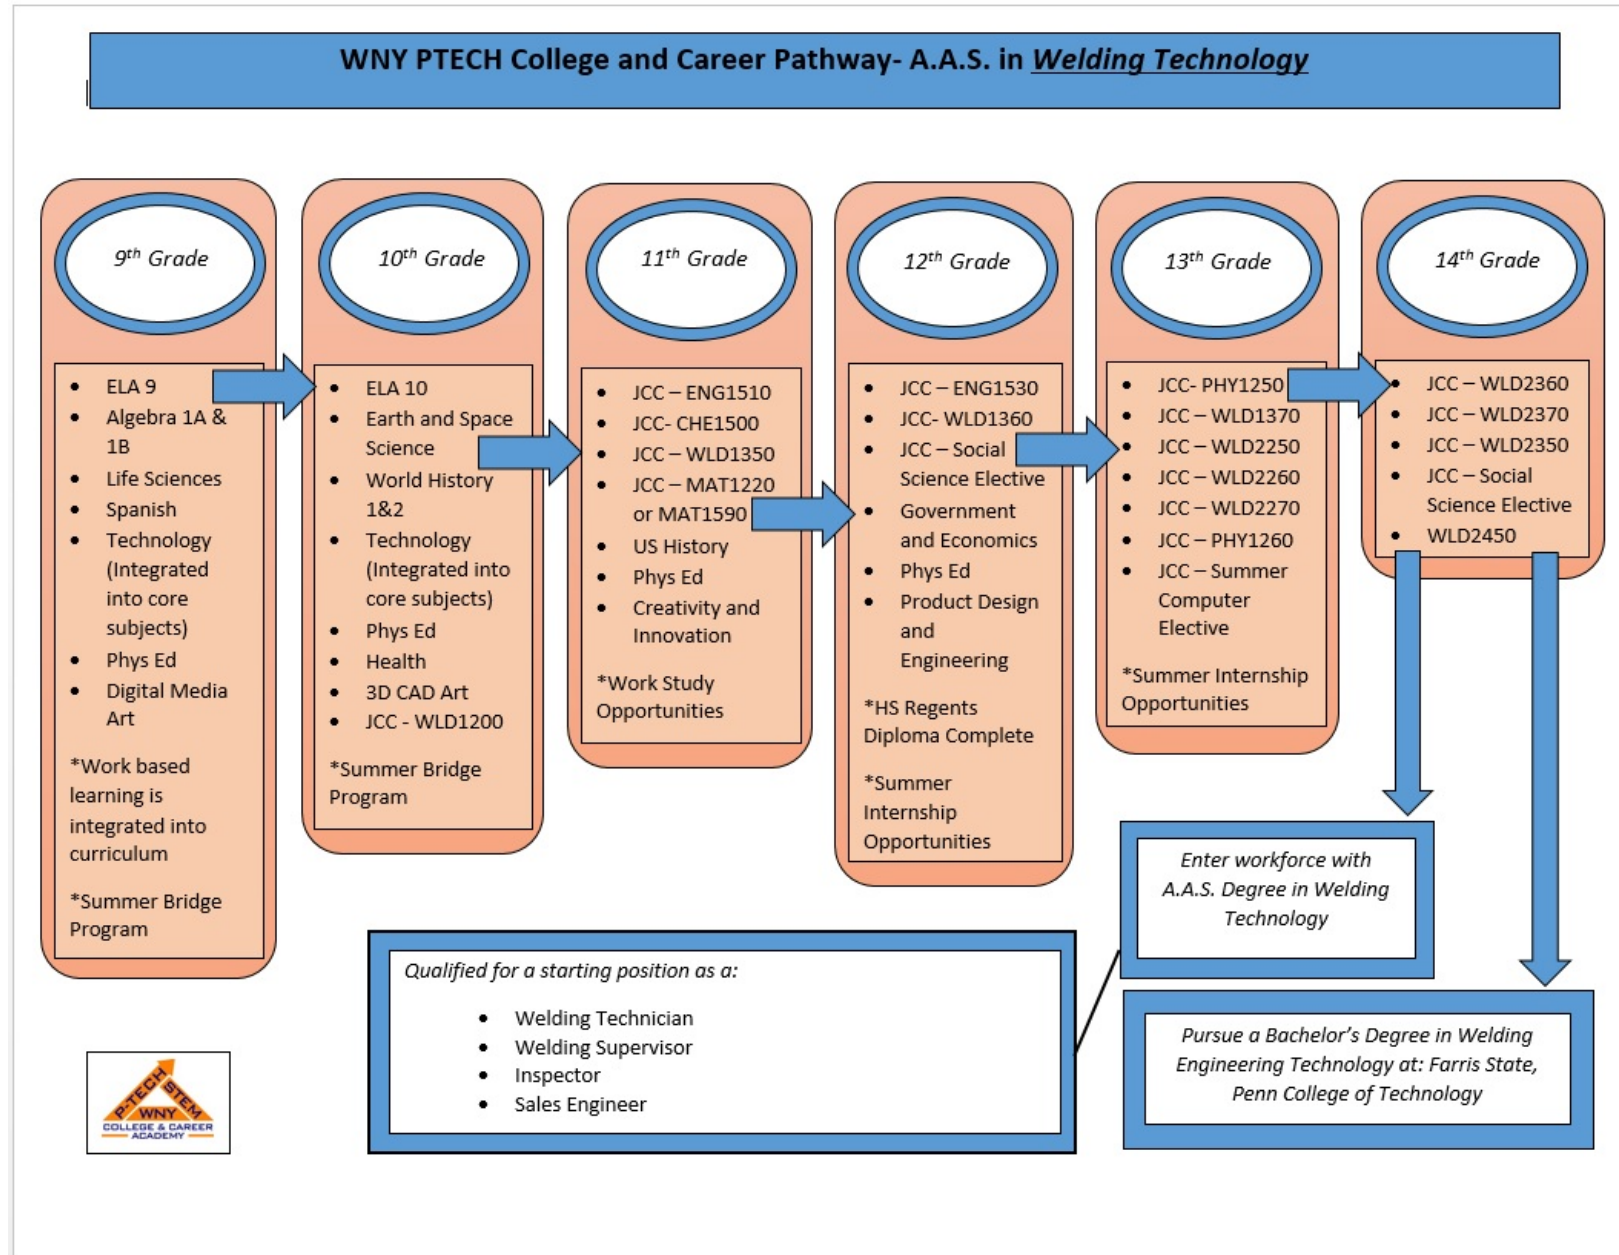 WNY PTECH College and Career Pathway- A.A.S. in Welding Technology
9th Grade
• ELA 9
• Algebra 1A &
1B
• Life Sciences
• Spanish
• Technology
(Integrated
into core
subjects)
• Phys Ed
• Digital Media
Art
*Work based
learning is
integrated into
curriculum
*Summer Bridge
Program
10th Grade
• ELA 10
• Earth and Space
Science
• World History
1&2
• Technology
(Integrated into
core subjects)
• Phys Ed
• Health
• 3D CAD Art
• JCC - WLD1200
*Summer Bridge
Program
11th Grade
• JCC – ENG1510
• JCC- CHE1500
• JCC – WLD1350
• JCC – MAT1220
or MAT1590
• US History
• Phys Ed
• Creativity and
Innovation
*Work Study
Opportunities
12th Grade
• JCC – ENG1530
• JCC- WLD1360
• JCC – Social
Science Elective
• Government
and Economics
• Phys Ed
• Product Design
and
Engineering
*HS Regents
Diploma Complete
*Summer
Internship
Opportunities
13th Grade
• JCC- PHY1250
• JCC – WLD1370
• JCC – WLD2250
• JCC – WLD2260
• JCC – WLD2270
• JCC – PHY1260
• JCC – Summer
Computer
Elective
*Summer Internship
Opportunities
14th Grade
• JCC – WLD2360
• JCC – WLD2370
• JCC – WLD2350
• JCC – Social
Science Elective
• WLD2450
Enter workforce with
A.A.S. Degree in Welding
Technology
Qualified for a starting position as a:
• Welding Technician
• Welding Supervisor
• Inspector
• Sales Engineer
Pursue a Bachelor’s Degree in Welding
Engineering Technology at: Farris State,
Penn College of Technology
P-TECH
STEM
WNY
COLLEGE & CAREER
ACADEMY